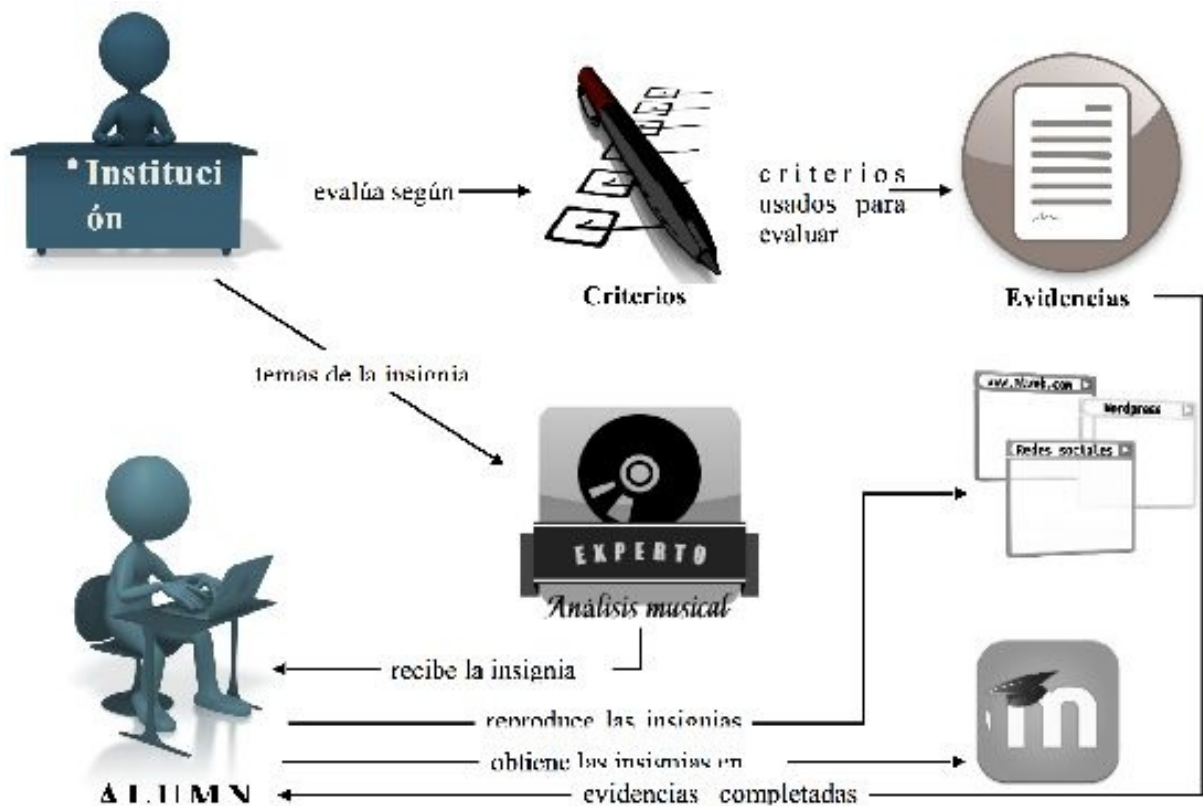 Instituci
ón
evalúa según
Criterios
criterios
usados para
evaluar
Evidencias
temas de la insignia
www.Miweb.com
Wordpress
Redes sociales
EXPERTO
Análisis musical
recibe la insignia
reproduce las insignias
m
obtiene las insignias en
ALUMN
evidencias completadas